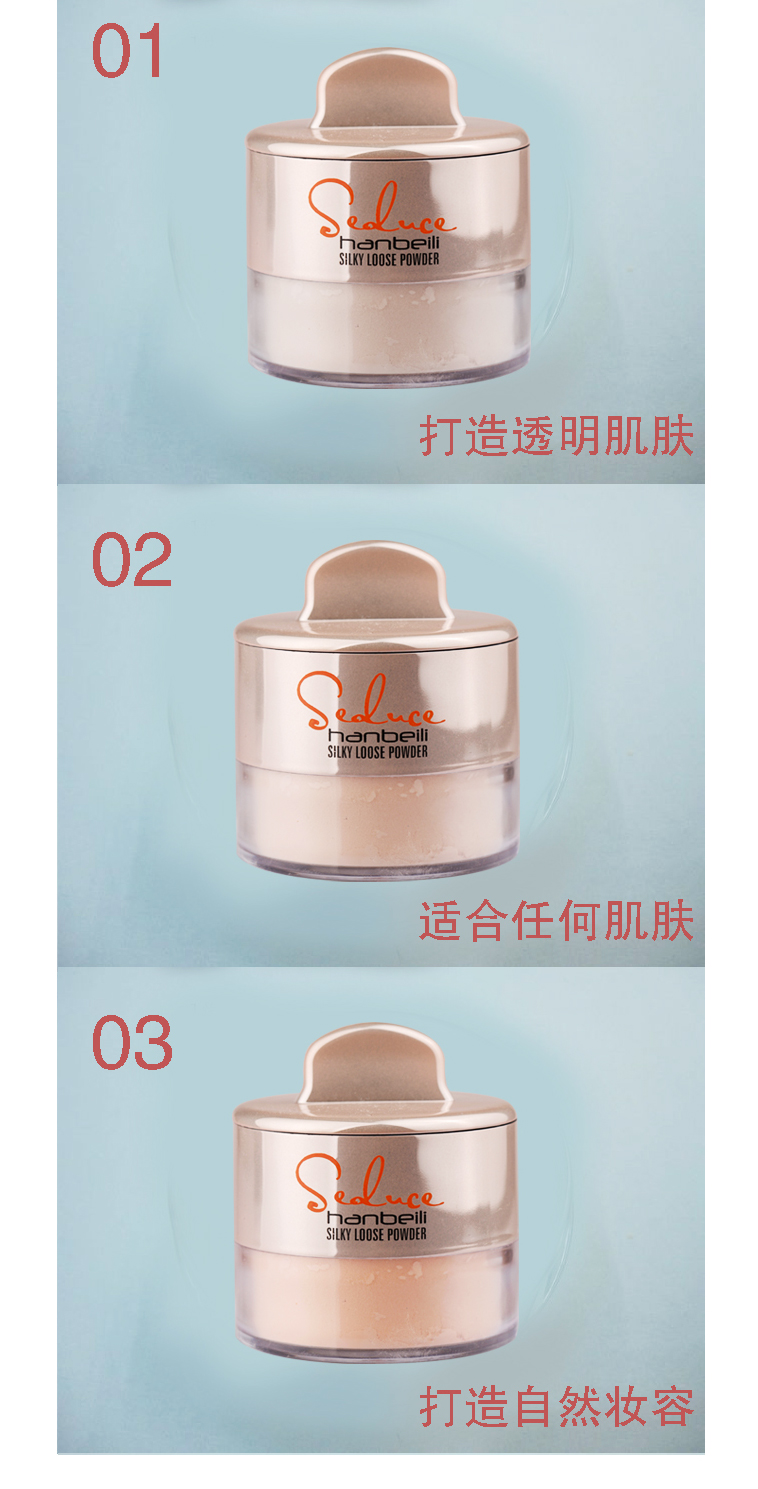 01
Seduce
hanbeili
SILKY LOOSE POWDER
打造透明肌肤
02
Seduce
hanbeili
SILKY LOOSE POWDER
适合任何肌肤
03
Seduce
hanbeili
SILKY LOOSE POWDER
打造自然妆容